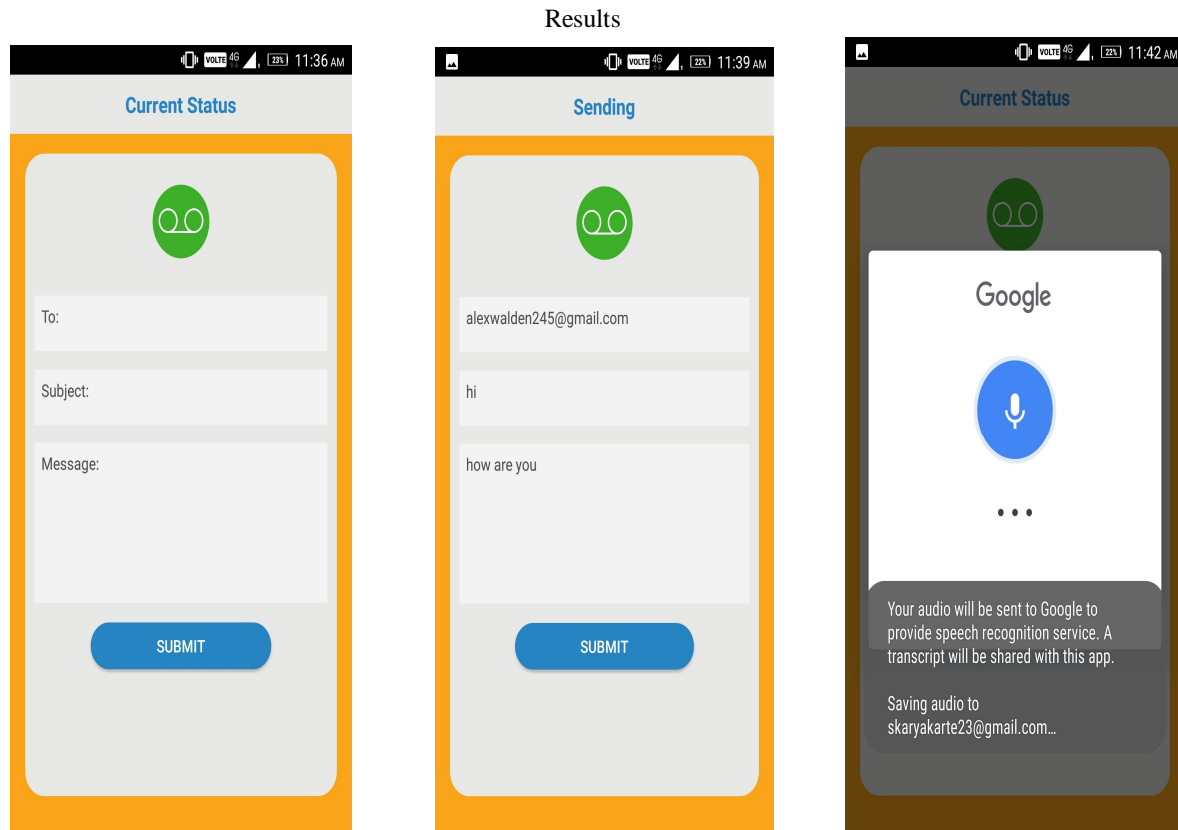 Results
VOLTE 4G 23% 11:36 AM
Current Status
To:
Subject:
Message:
SUBMIT
VOLTE 4G 22% 11:39 AM
Sending
alexwalden245@gmail.com
hi
how are you
SUBMIT
VOLTE 4G 22% 11:42 AM
Current Status
Google
Your audio will be sent to Google to
provide speech recognition service. A
transcript will be shared with this app.
Saving audio to
skaryakarte23@gmail.com...